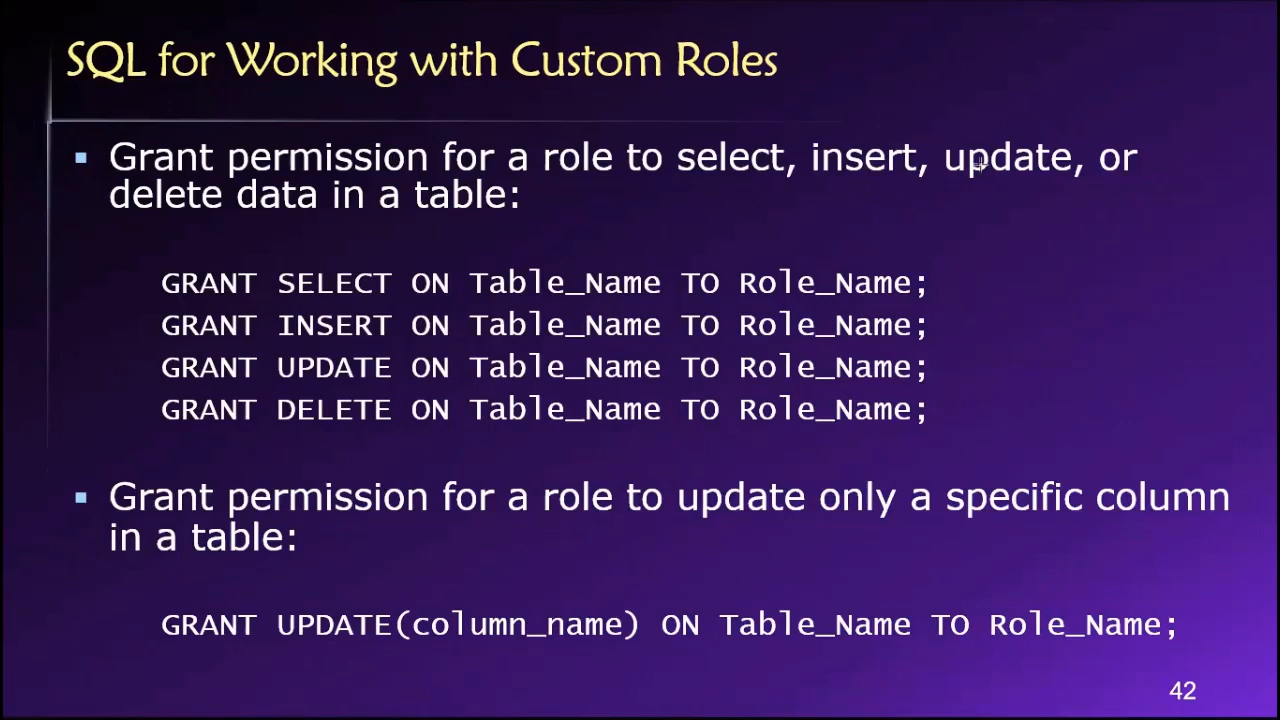 SQL for Working with Custom Roles
Grant permission for a role to select, insert, update, or
delete data in a table:
GRANT SELECT ON Table_Name TO Role_Name;
GRANT INSERT ON Table_Name TO Role_Name;
GRANT UPDATE ON Table_Name TO Role_Name;
GRANT DELETE ON Table_Name TO Role_Name;
Grant permission for a role to update only a specific column
in a table:
GRANT UPDATE(column_name) ON Table_Name TO Role_Name;
42